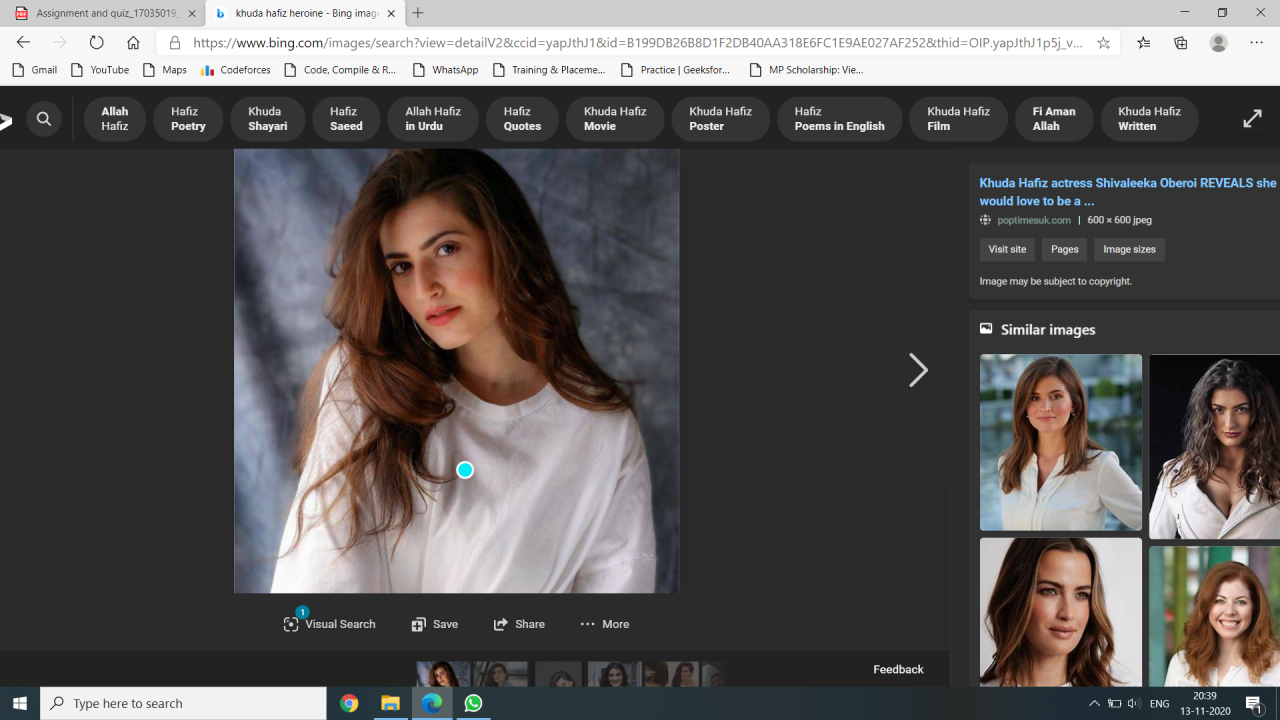 Assignment and quiz_17035019_
khuda hafiz heroine - Bing image
https://www.bing.com/images/search?view=detailV2&ccid=yapJthJ1&id=B199DB26B8D1F2DB40AA318E6FC1E9AE027AF252&thid=OIP.yapJthJ1p5j_v...
Gmail
YouTube
Maps
Codeforces
Code, Compile & R...
WhatsApp
Training & Placeme...
Practice | Geeksfor...
MP Scholarship: Vie...
Allah
Hafiz
Hafiz
Poetry
Khuda
Shayari
Hafiz
Saeed
Allah Hafiz
in Urdu
Hafiz
Quotes
Khuda Hafiz
Movie
Khuda Hafiz
Poster
Hafiz
Poems in English
Khuda Hafiz
Film
Fi Aman
Allah
Khuda Hafiz
Written
Khuda Hafiz actress Shivaleeka Oberoi REVEALS she
would love to be a ...
poptimesuk.com | 600 × 600 jpeg
Visit site
Pages
Image sizes
Image may be subject to copyright.
Similar images
1
Visual Search
Save
Share
More
Feedback
Type here to search
ENG
20:39
13-11-2020
1